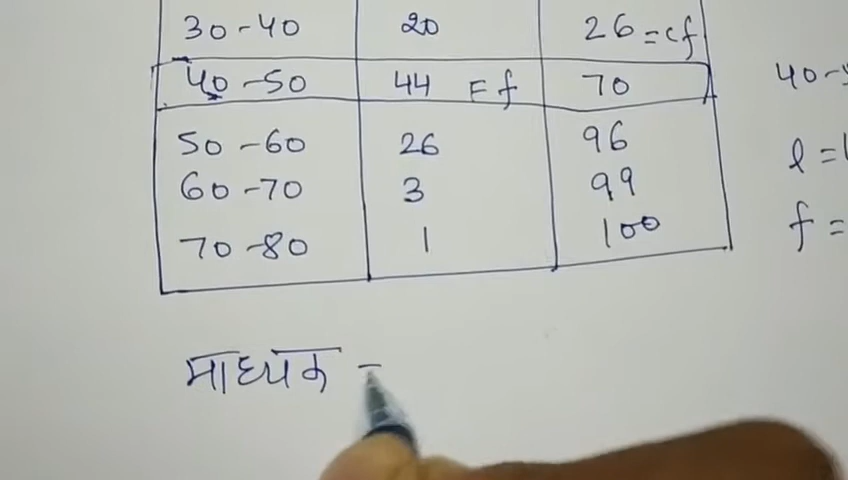 30-40 20 26 = cf
40-50 44 = f 70
40-
50-60 26 96
l =
60-70 3 99
f =
70-80 1 100
माध्यक =